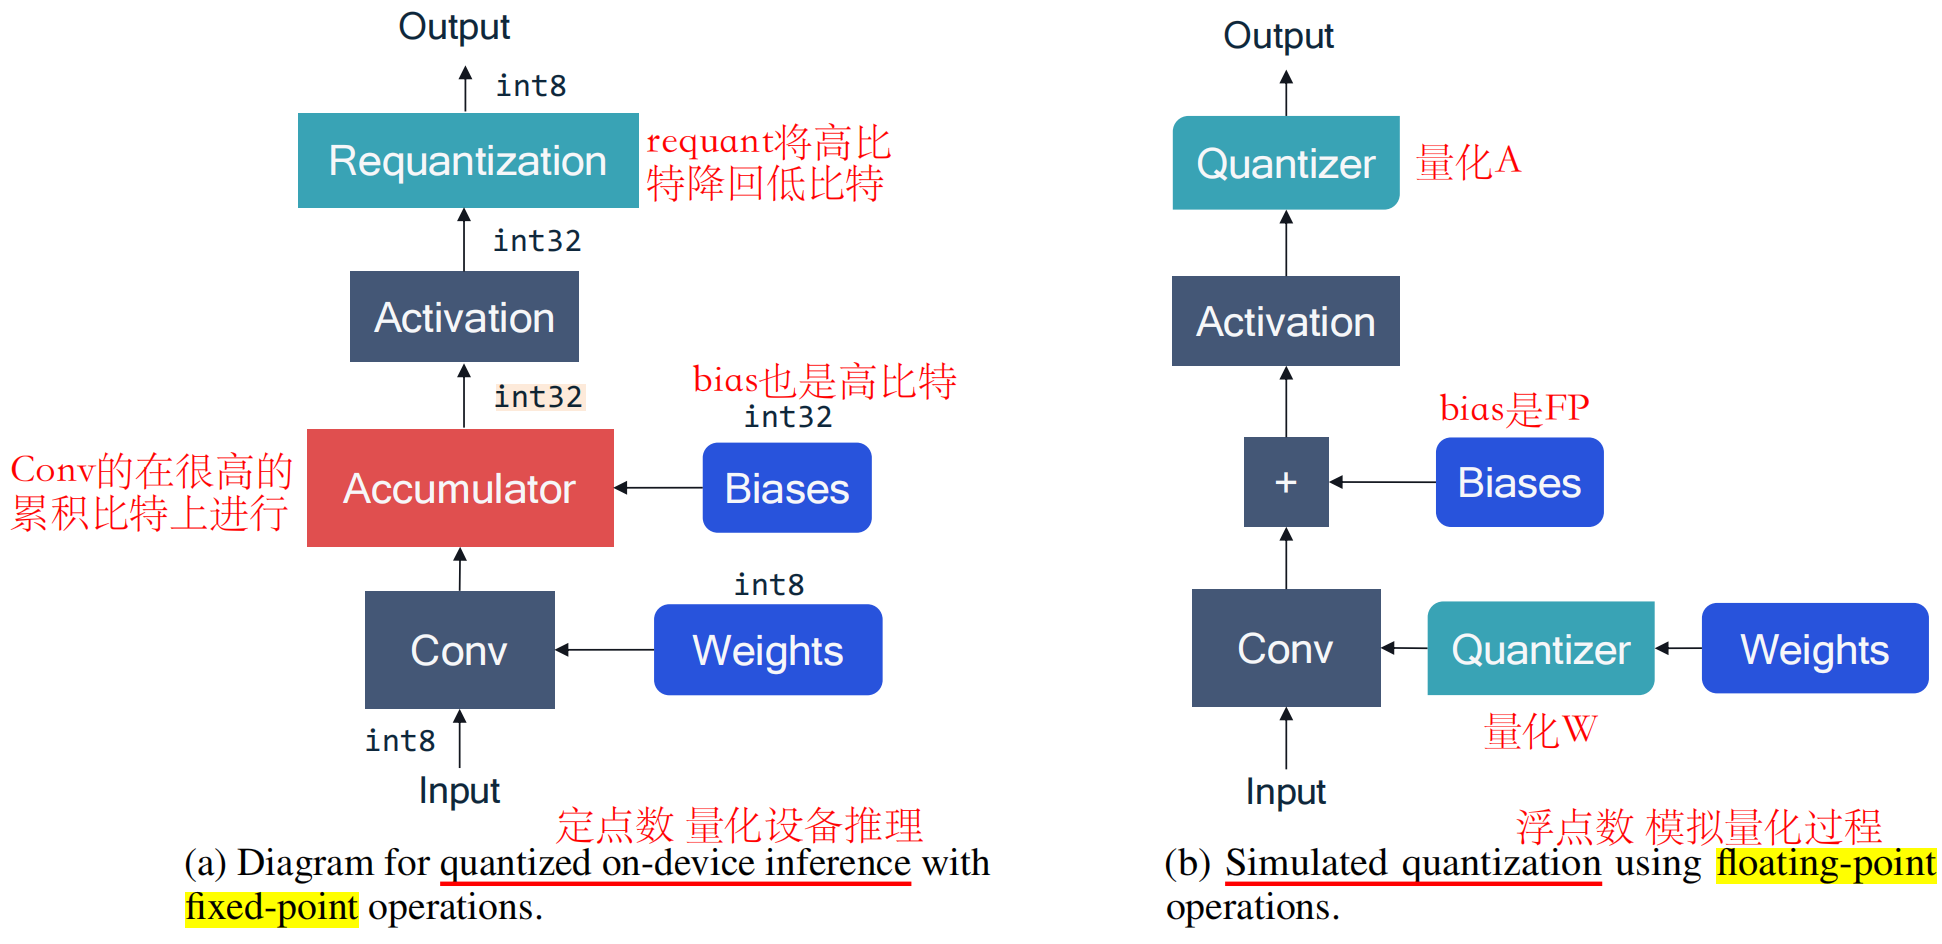 Output
int8
Requantization
requant将高比
特降回低比特
int32
Activation
int32
bias也是高比特
int32
Conv的在很高的
累积比特上进行
Accumulator
Biases
int8
Conv
Weights
int8
Input
定点数 量化设备推理
(a) Diagram for quantized on-device inference with
fixed-point operations.
Output
Quantizer
量化A
Activation
bias是FP
+
Biases
Conv
Quantizer
Weights
量化W
Input
浮点数 模拟量化过程
(b) Simulated quantization using floating-point
operations.